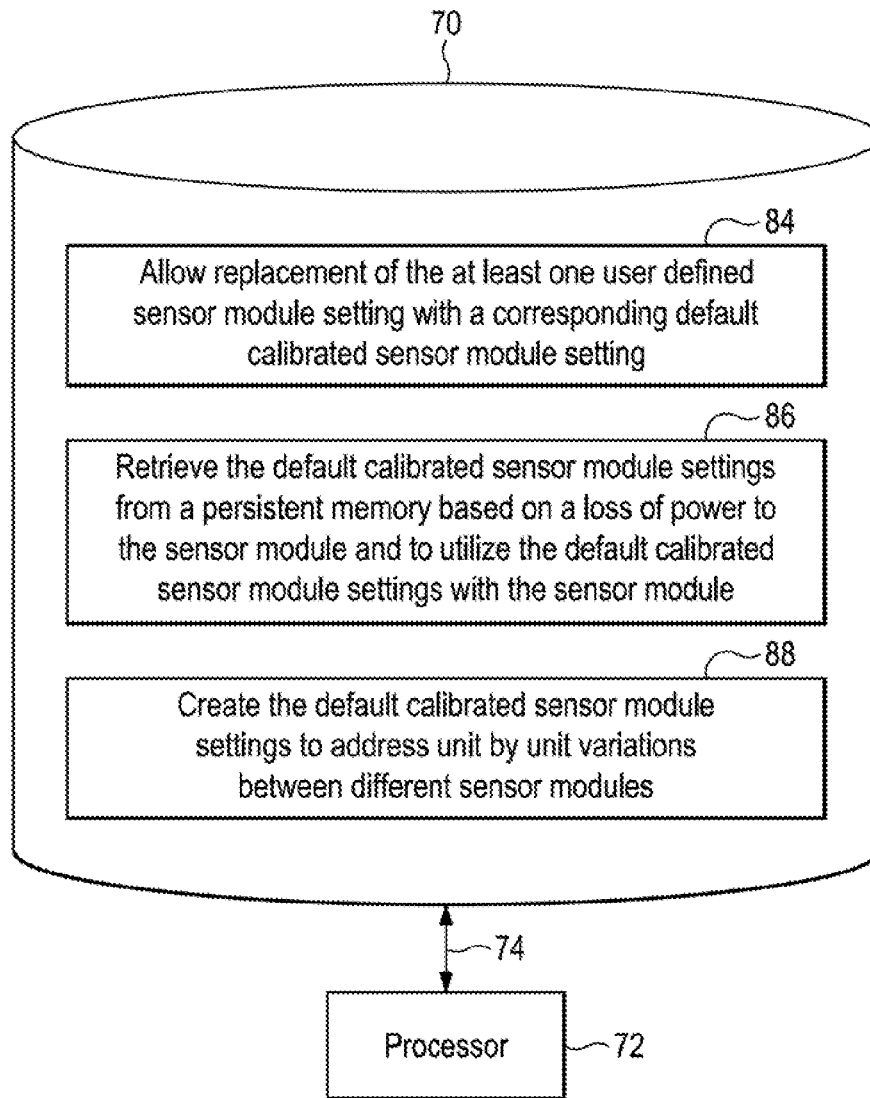 70
84
Allow replacement of the at least one user defined
sensor module setting with a corresponding default
calibrated sensor module setting
86
Retrieve the default calibrated sensor module settings
from a persistent memory based on a loss of power to
the sensor module and to utilize the default calibrated
sensor module settings with the sensor module
88
Create the default calibrated sensor module
settings to address unit by unit variations
between different sensor modules
74
Processor
72